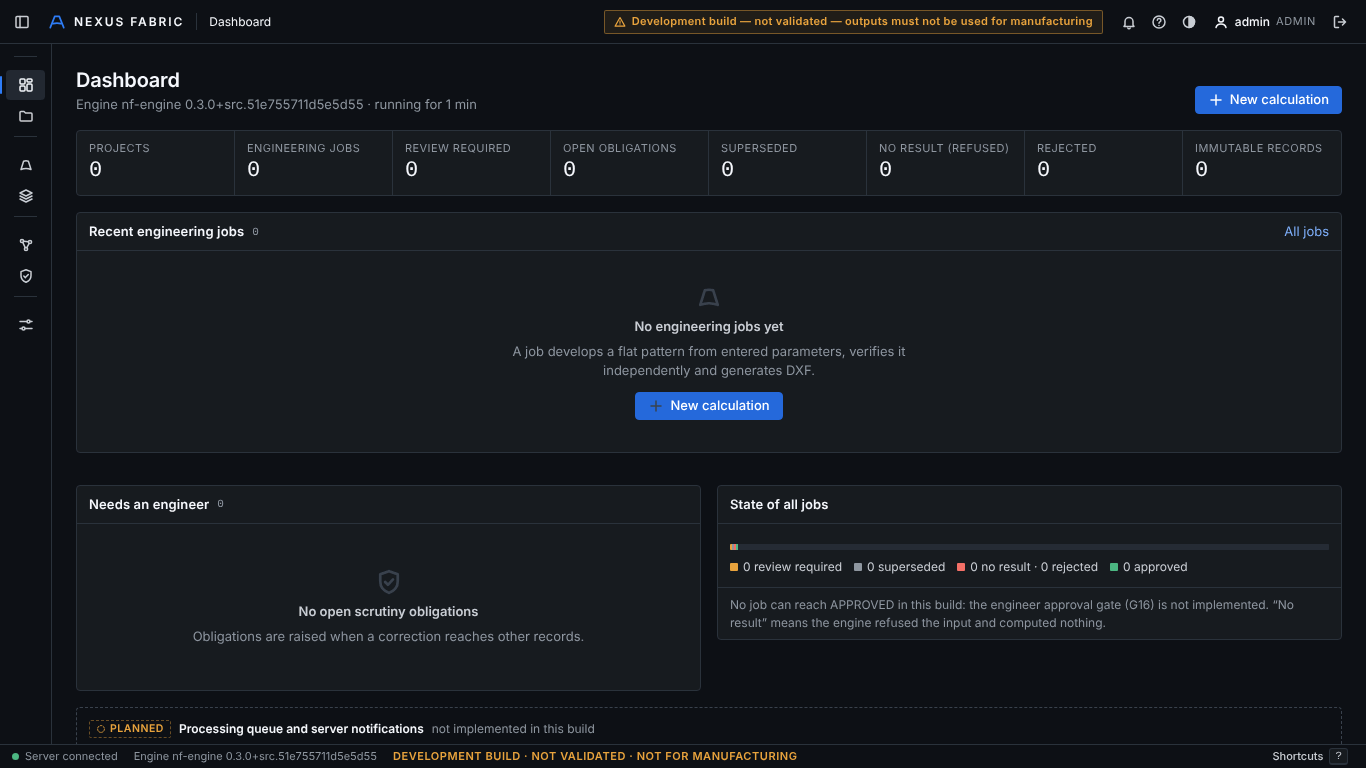 NEXUS FABRIC
Dashboard
Development build — not validated — outputs must not be used for manufacturing
admin ADMIN
Dashboard
Engine nf-engine 0.3.0+src.51e755711d5e5d55 · running for 1 min
New calculation
PROJECTS
0
ENGINEERING JOBS
0
REVIEW REQUIRED
0
OPEN OBLIGATIONS
0
SUPERSEDED
0
NO RESULT (REFUSED)
0
REJECTED
0
IMMUTABLE RECORDS
0
Recent engineering jobs 0
All jobs
No engineering jobs yet
A job develops a flat pattern from entered parameters, verifies it
independently and generates DXF.
New calculation
Needs an engineer 0
No open scrutiny obligations
Obligations are raised when a correction reaches other records.
State of all jobs
0 review required 0 superseded 0 no result · 0 rejected 0 approved
No job can reach APPROVED in this build: the engineer approval gate (G16) is not implemented. “No
result” means the engine refused the input and computed nothing.
PLANNED Processing queue and server notifications not implemented in this build
Server connected Engine nf-engine 0.3.0+src.51e755711d5e5d55 DEVELOPMENT BUILD · NOT VALIDATED · NOT FOR MANUFACTURING
Shortcuts ?